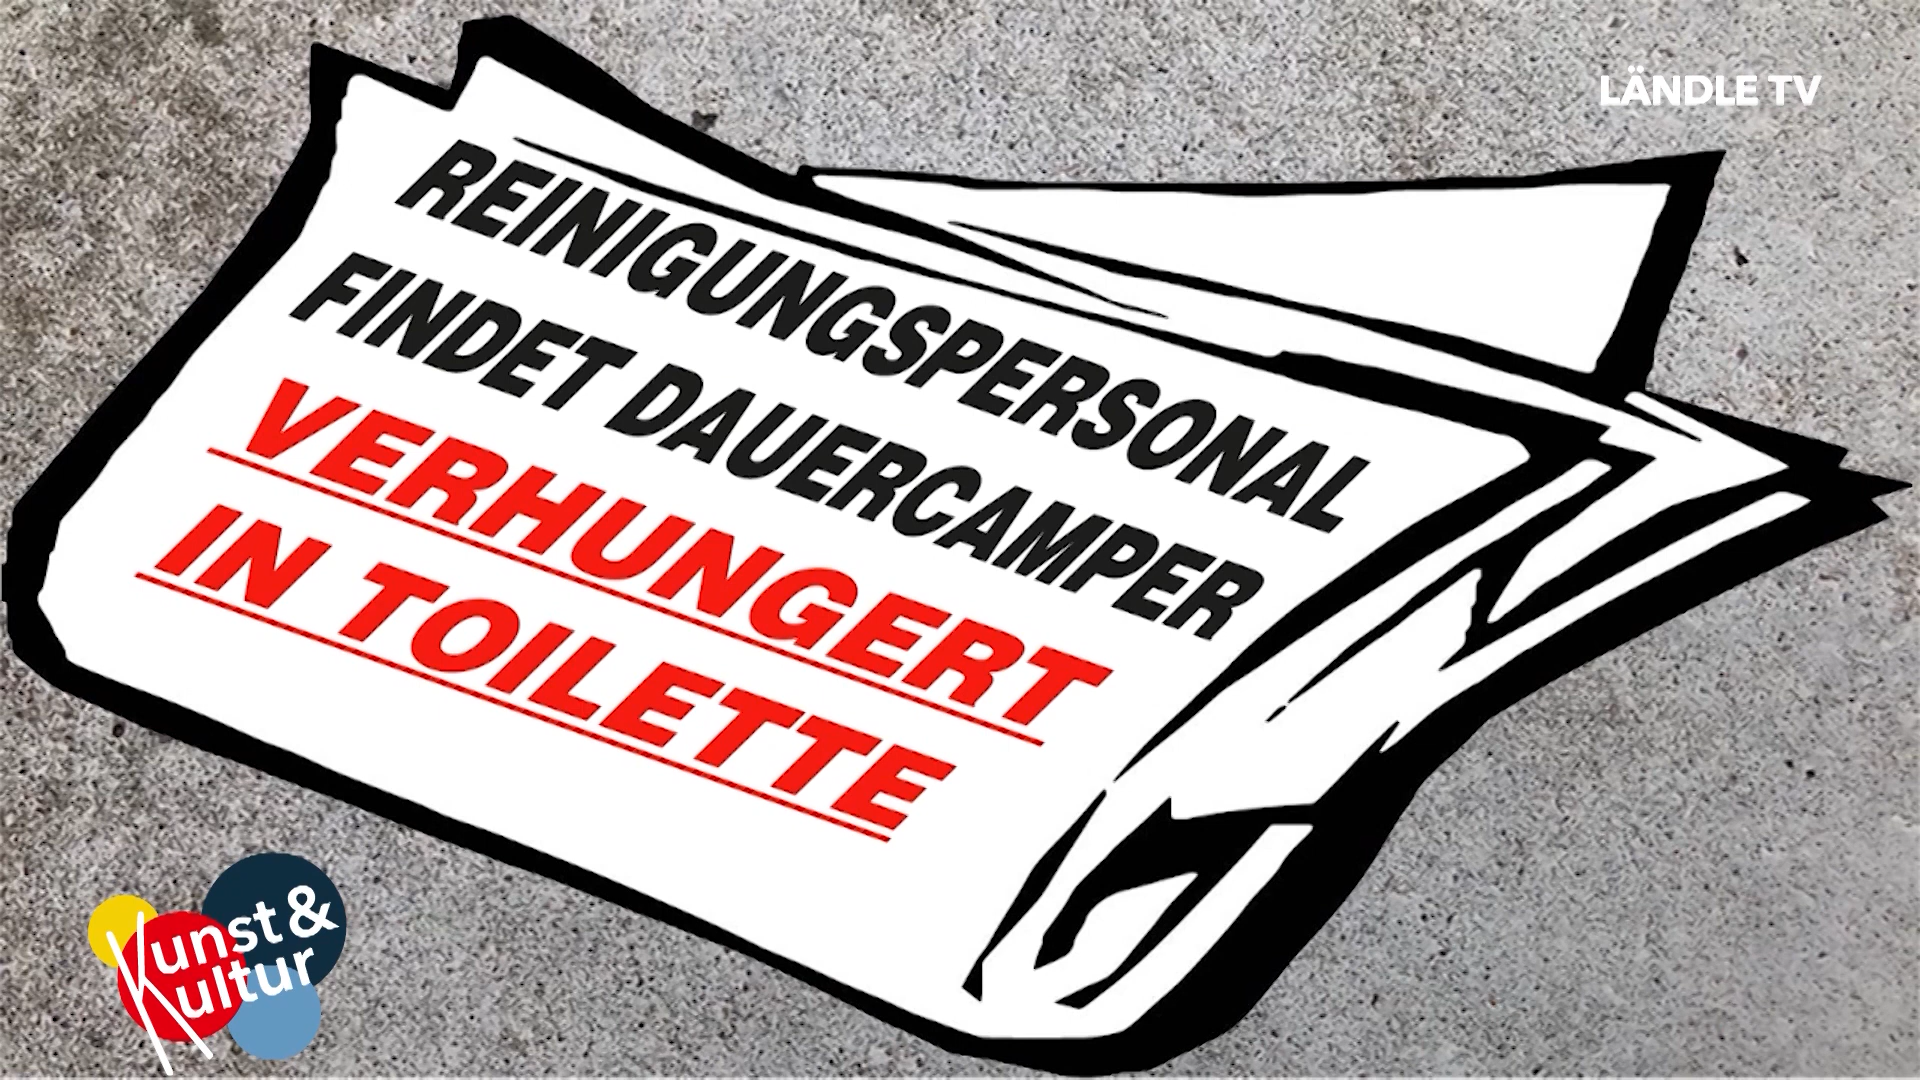 LÄNDLE TV
REINIGUNGSPERSONAL
FINDET DAUERCAMPER
VERHUNGERT
IN TOILETTE
Kunst&
Kultur